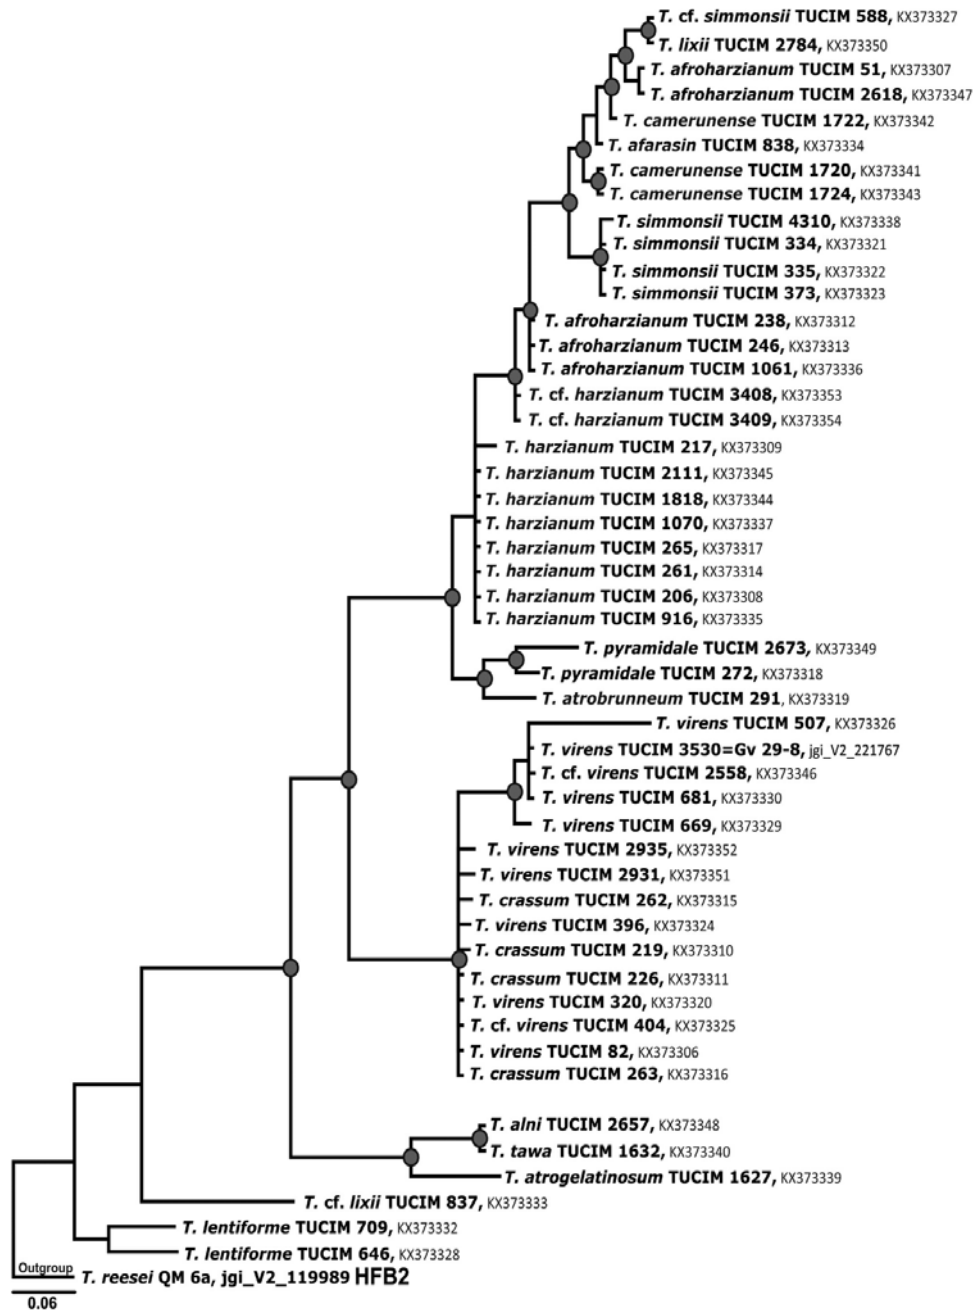 T. cf. simmonsii TUCIM 588, KX373327
T. lixii TUCIM 2784, KX373350
T. afroharzianum TUCIM 51, KX373307
T. afroharzianum TUCIM 2618, KX373347
T. camerunense TUCIM 1722, KX373342
T. afarasin TUCIM 838, KX373334
T. camerunense TUCIM 1720, KX373341
T. camerunense TUCIM 1724, KX373343
T. simmonsii TUCIM 4310, KX373338
T. simmonsii TUCIM 334, KX373321
T. simmonsii TUCIM 335, KX373322
T. simmonsii TUCIM 373, KX373323
T. afroharzianum TUCIM 238, KX373312
T. afroharzianum TUCIM 246, KX373313
T. afroharzianum TUCIM 1061, KX373336
T. cf. harzianum TUCIM 3408, KX373353
T. cf. harzianum TUCIM 3409, KX373354
T. harzianum TUCIM 217, KX373309
T. harzianum TUCIM 2111, KX373345
T. harzianum TUCIM 1818, KX373344
T. harzianum TUCIM 1070, KX373337
T. harzianum TUCIM 265, KX373317
T. harzianum TUCIM 261, KX373314
T. harzianum TUCIM 206, KX373308
T. harzianum TUCIM 916, KX373335
T. pyramidale TUCIM 2673, KX373349
T. pyramidale TUCIM 272, KX373318
T. atrobrunneum TUCIM 291, KX373319
T. virens TUCIM 507, KX373326
T. virens TUCIM 3530=Gv 29-8, jgi_V2_221767
T. cf. virens TUCIM 2558, KX373346
T. virens TUCIM 681, KX373330
T. virens TUCIM 669, KX373329
T. virens TUCIM 2935, KX373352
T. virens TUCIM 2931, KX373351
T. crassum TUCIM 262, KX373315
T. virens TUCIM 396, KX373324
T. crassum TUCIM 219, KX373310
T. crassum TUCIM 226, KX373311
T. virens TUCIM 320, KX373320
T. cf. virens TUCIM 404, KX373325
T. virens TUCIM 82, KX373306
T. crassum TUCIM 263, KX373316
T. alni TUCIM 2657, KX373348
T. tawa TUCIM 1632, KX373340
T. atrogelatinosum TUCIM 1627, KX373339
T. cf. lixii TUCIM 837, KX373333
T. lentiforme TUCIM 709, KX373332
T. lentiforme TUCIM 646, KX373328
Outgroup
T. reesei QM 6a, jgi_V2_119989 HFB2
0.06